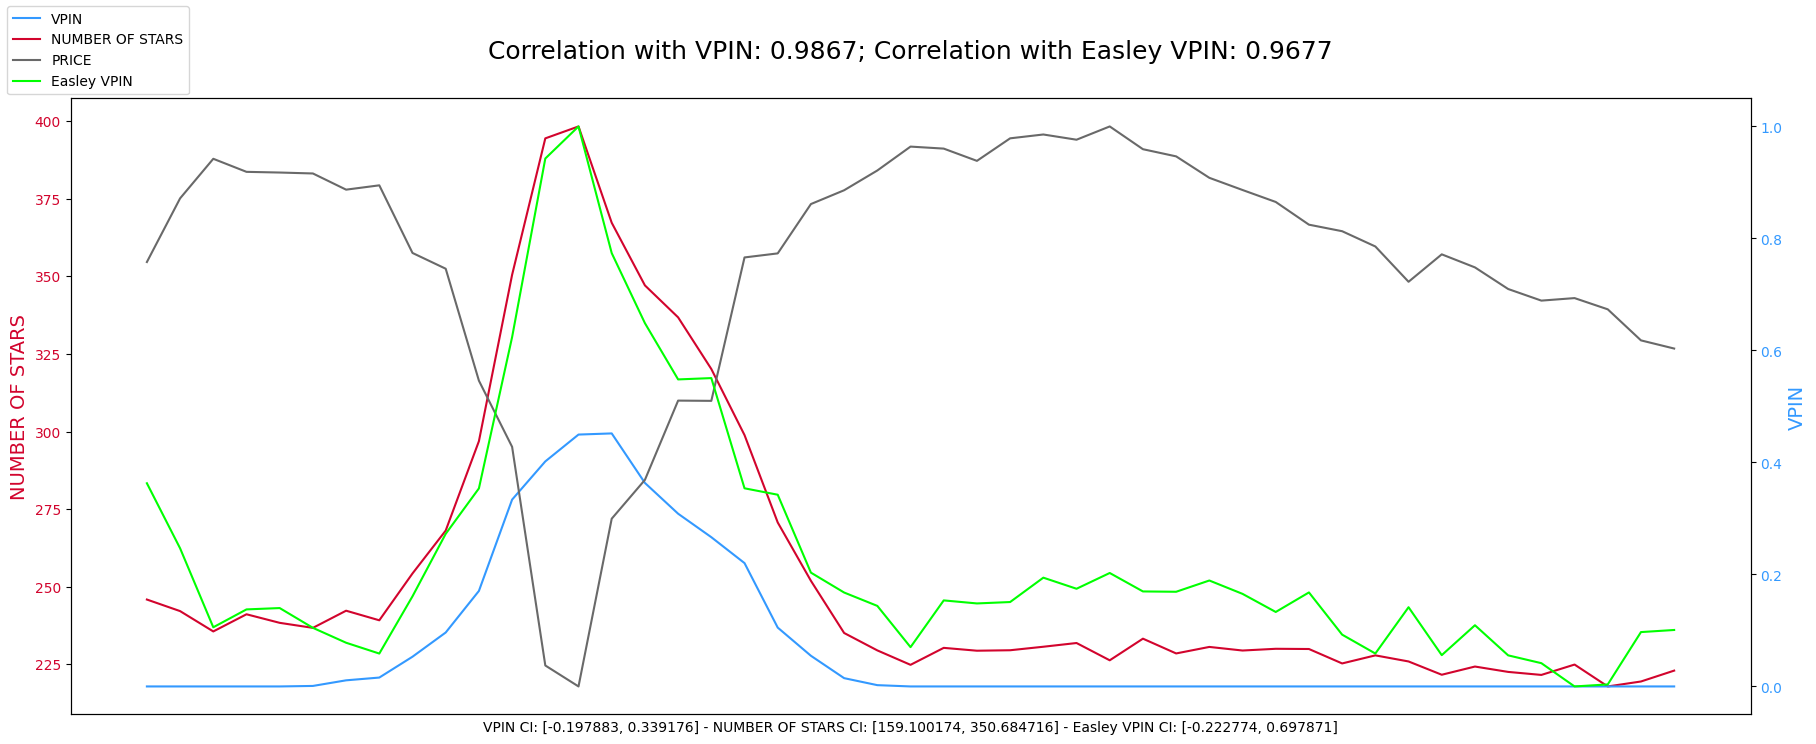 VPIN
NUMBER OF STARS
PRICE
Easley VPIN
Correlation with VPIN: 0.9867; Correlation with Easley VPIN: 0.9677
NUMBER OF STARS
400
375
350
325
300
275
250
225
1.0
0.8
0.6
0.4
0.2
0.0
VPIN
VPIN CI: [-0.197883, 0.339176] - NUMBER OF STARS CI: [159.100174, 350.684716] - Easley VPIN CI: [-0.222774, 0.697871]